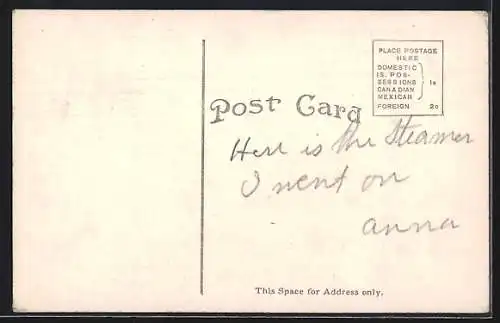 PLACE POSTAGE
HERE
DOMESTIC
IS. POS-
SESSIONS
CANADIAN
MEXICAN
1c
FOREIGN 2c
Post Card
Here is the Steamer
I went on
anna
This Space for Address only.